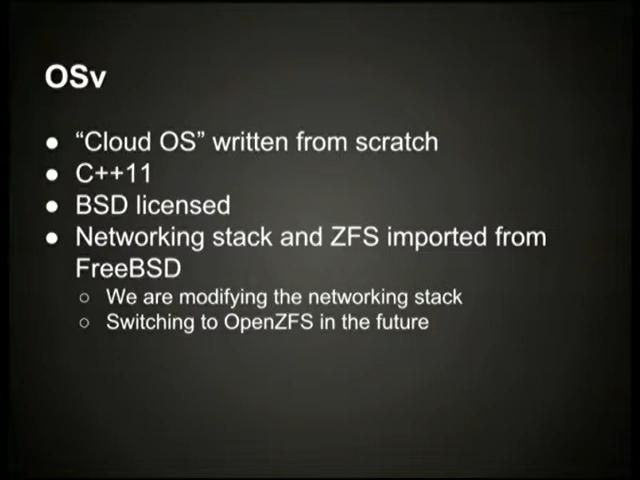 OSv
● “Cloud OS” written from scratch
● C++11
● BSD licensed
● Networking stack and ZFS imported from
FreeBSD
○ We are modifying the networking stack
○ Switching to OpenZFS in the future